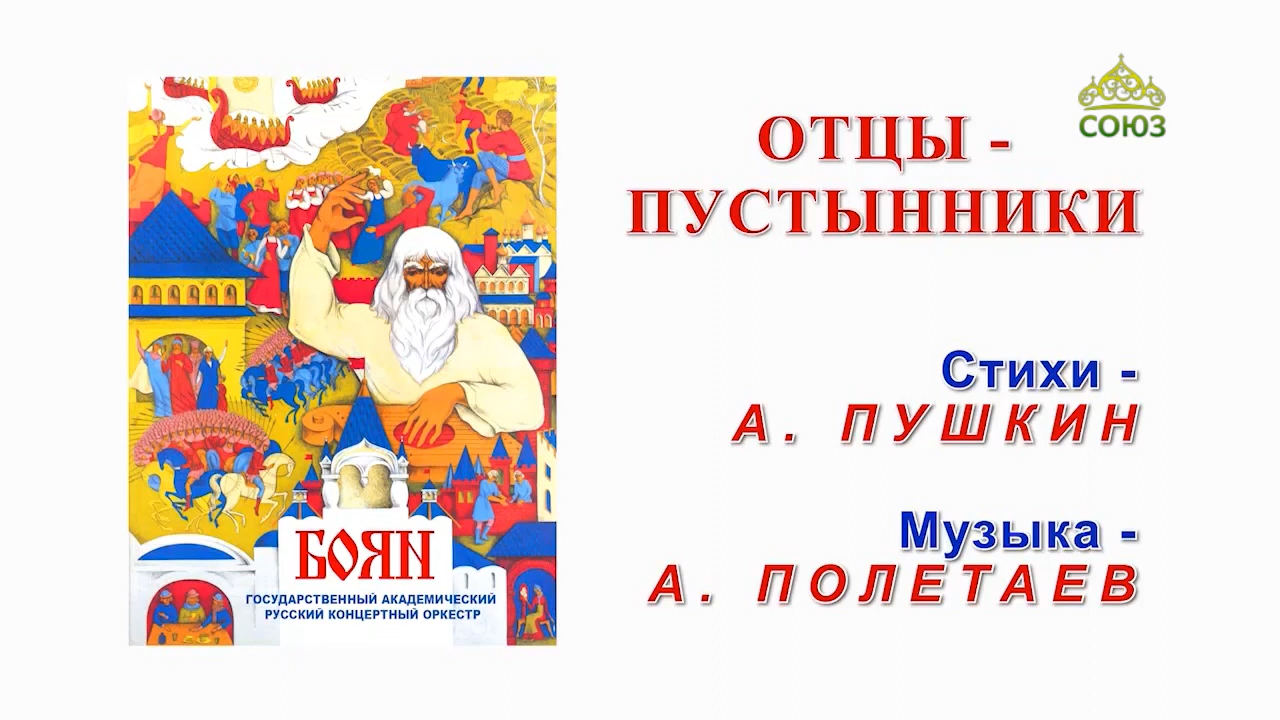 СОЮЗ
ОТЦЫ -
ПУСТЫННИКИ
Стихи -
А. ПУШКИН
Музыка -
А. ПОЛЕТАЕВ
БОЯН
ГОСУДАРСТВЕННЫЙ АКАДЕМИЧЕСКИЙ
РУССКИЙ КОНЦЕРТНЫЙ ОРКЕСТР